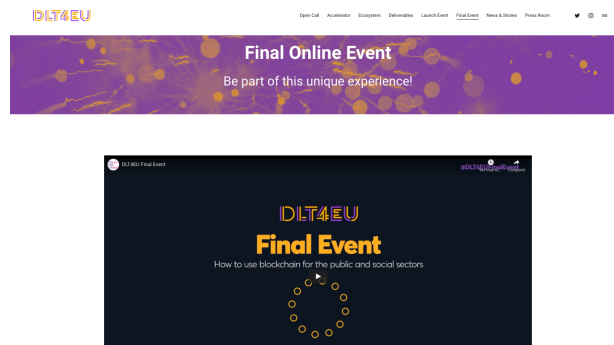 DLT4EU
Open Call Accelerator Ecosystem Deliverables Launch Event Final Event News & Stories Press Room
Final Online Event
Be part of this unique experience!
DLT4EU Final Event
#DLT4EUFinalEvent
Compartir
DLT4EU
Final Event
How to use blockchain for the public and social sectors